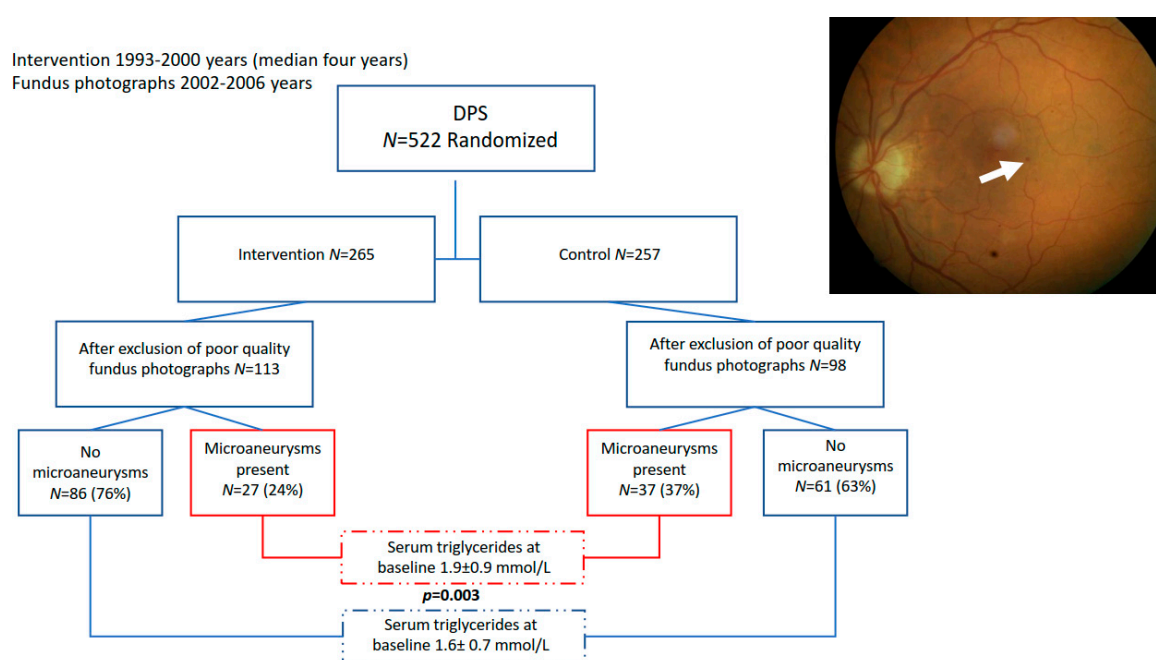 Intervention 1993-2000 years (median four years)
Fundus photographs 2002-2006 years
DPS
N=522 Randomized
Intervention N=265
Control N=257
After exclusion of poor quality
fundus photographs N=113
After exclusion of poor quality
fundus photographs N=98
No
microaneurysms
N=86 (76%)
Microaneurysms
present
N=27 (24%)
Microaneurysms
present
N=37 (37%)
No
microaneurysms
N=61 (63%)
Serum triglycerides at
baseline 1.9±0.9 mmol/L
p=0.003
Serum triglycerides at
baseline 1.6± 0.7 mmol/L